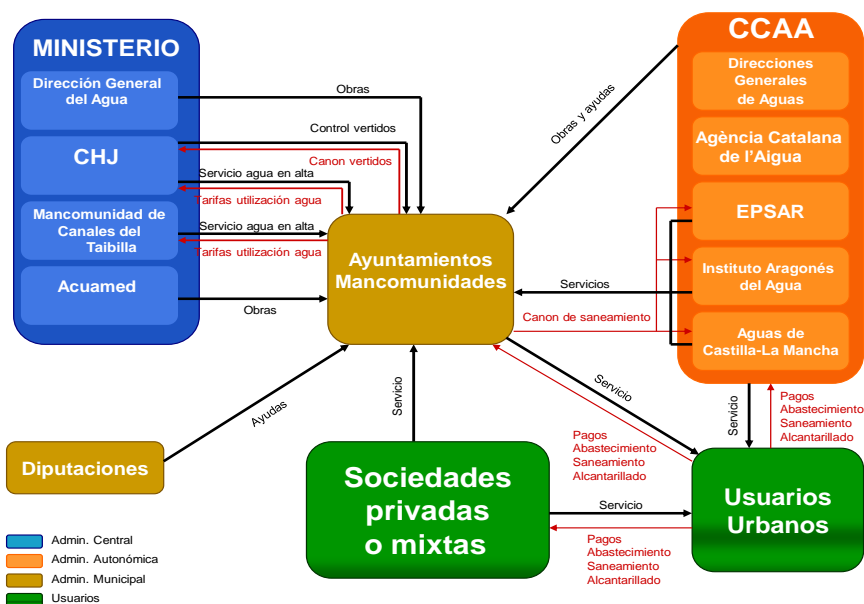 MINISTERIO
Dirección General
del Agua
CHJ
Mancomunidad de
Canales del
Taibilla
Acuamed
Obras
Control vertidos
Canon vertidos
Servicio agua en alta
Tarifas utilización agua
Servicio agua en alta
Tarifas utilización agua
Obras
Ayuntamientos
Mancomunidades
Obras y ayudas
CCAA
Direcciones
Generales
de Aguas
Agència Catalana
de l'Aigua
EPSAR
Instituto Aragonés
del Agua
Aguas de
Castilla-La Mancha
Servicios
Canon de saneamiento
Ayudas
Servicio
Servicio
Servicio
Pagos
Abastecimiento
Saneamiento
Alcantarillado
Pagos
Abastecimiento
Saneamiento
Alcantarillado
Diputaciones
Sociedades
privadas
o mixtas
Servicio
Pagos
Abastecimiento
Saneamiento
Alcantarillado
Usuarios
Urbanos
Admin. Central
Admin. Autonómica
Admin. Municipal
Usuarios